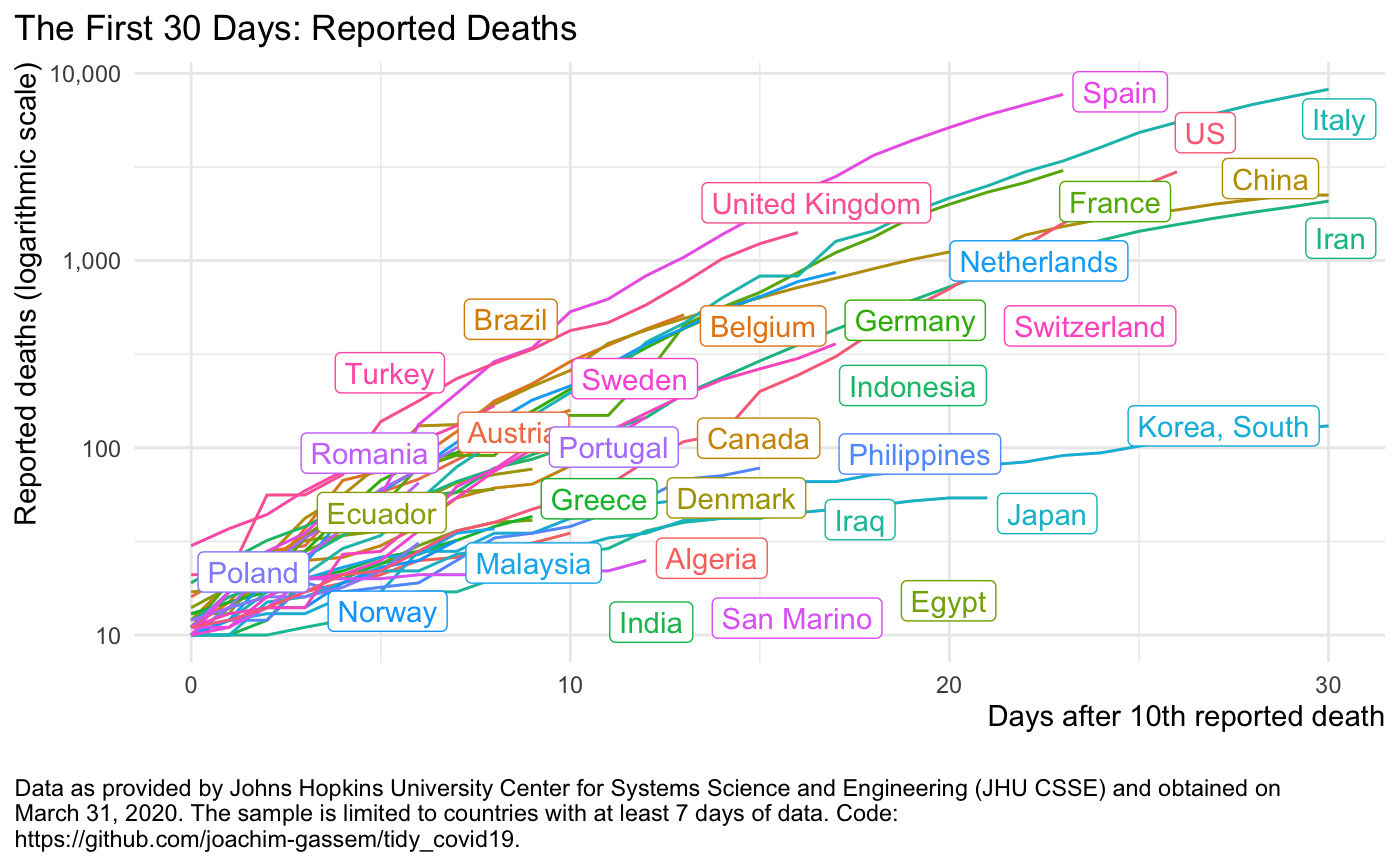 The First 30 Days: Reported Deaths
Reported deaths (logarithmic scale)
10,000
1,000
100
10
Spain
Italy
US
China
United Kingdom
France
Iran
Netherlands
Brazil
Belgium
Germany
Switzerland
Turkey
Sweden
Indonesia
Austria
Portugal
Canada
Korea, South
Romania
Philippines
Ecuador
Greece
Denmark
Iraq
Japan
Poland
Malaysia
Algeria
Norway
India
San Marino
Egypt
0
10
20
30
Days after 10th reported death
Data as provided by Johns Hopkins University Center for Systems Science and Engineering (JHU CSSE) and obtained on
March 31, 2020. The sample is limited to countries with at least 7 days of data. Code:
https://github.com/joachim-gassem/tidy_covid19.